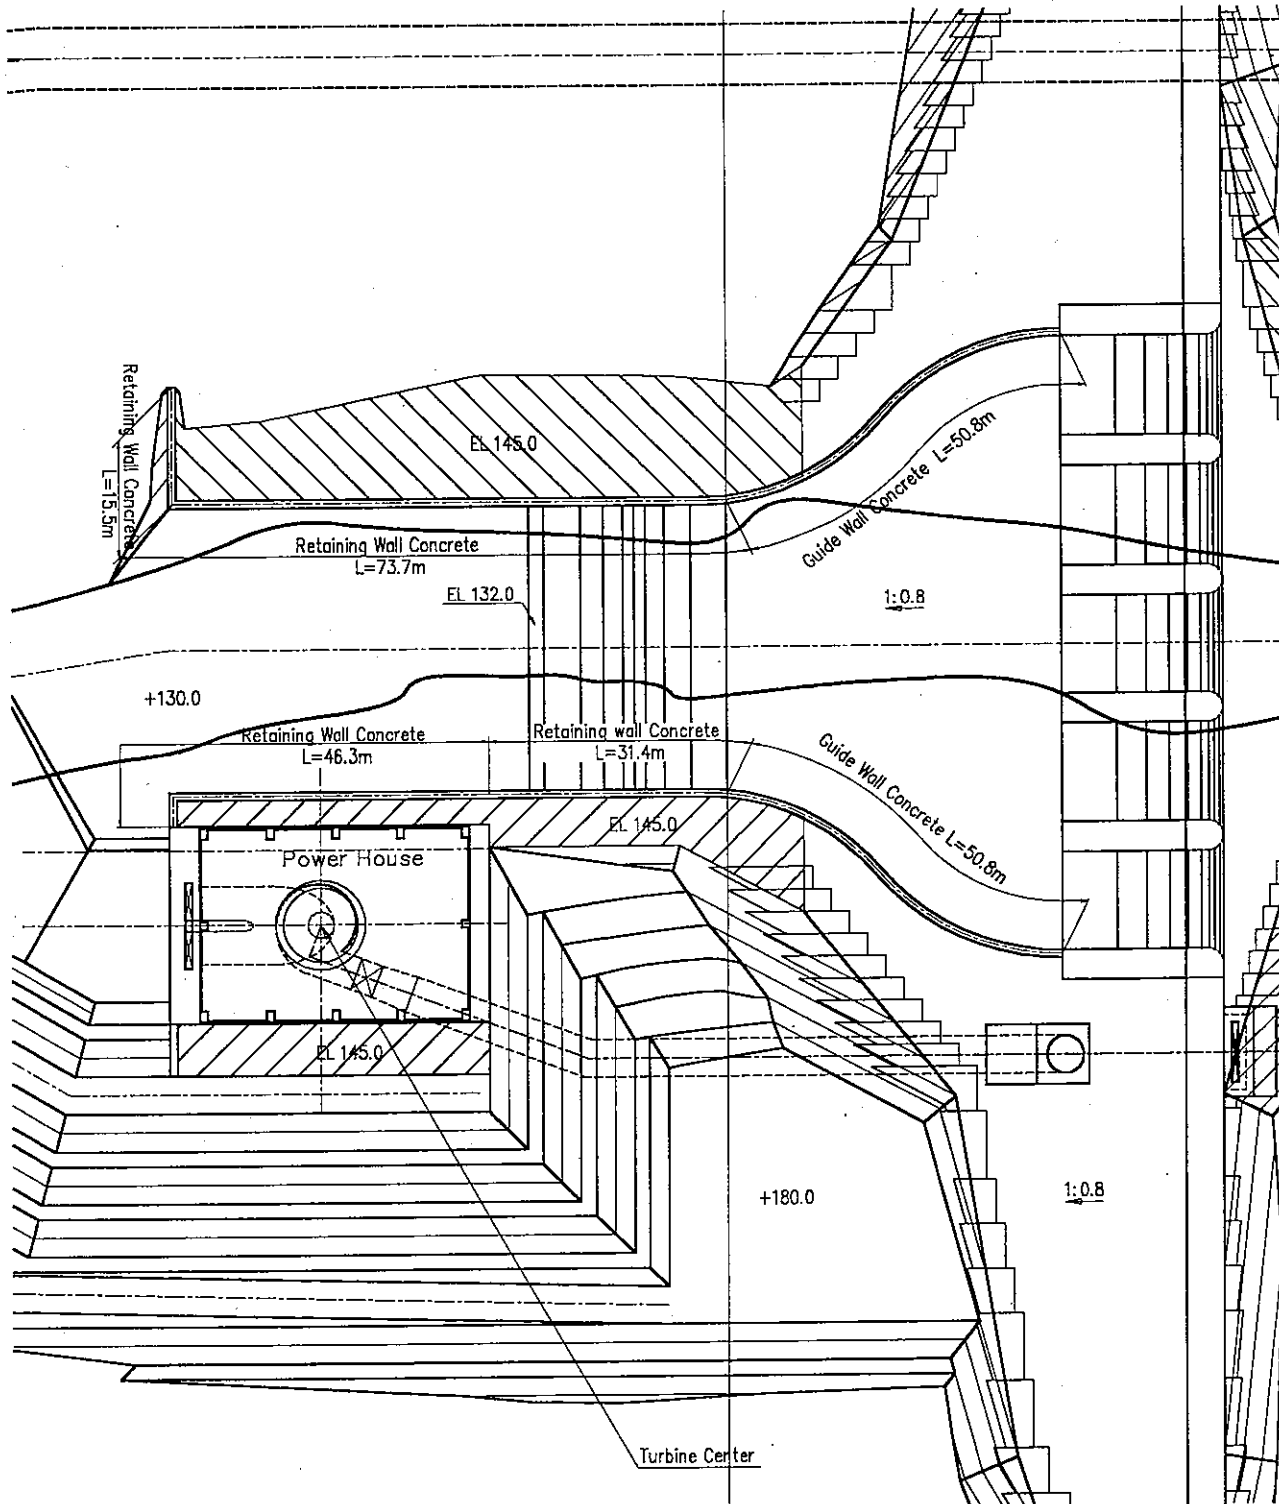 EL 145.0
Retaining Wall Concrete
L=15.5m
Guide Wall Concrete L=50.8m
Retaining Wall Concrete
L=73.7m
EL 132.0
1:0.8
+130.0
Retaining Wall Concrete
L=46.3m
Retaining wall Concrete
L=31.4m
Guide Wall Concrete L=50.8m
EL 145.0
Power House
EL 145.0
+180.0
1:0.8
Turbine Center